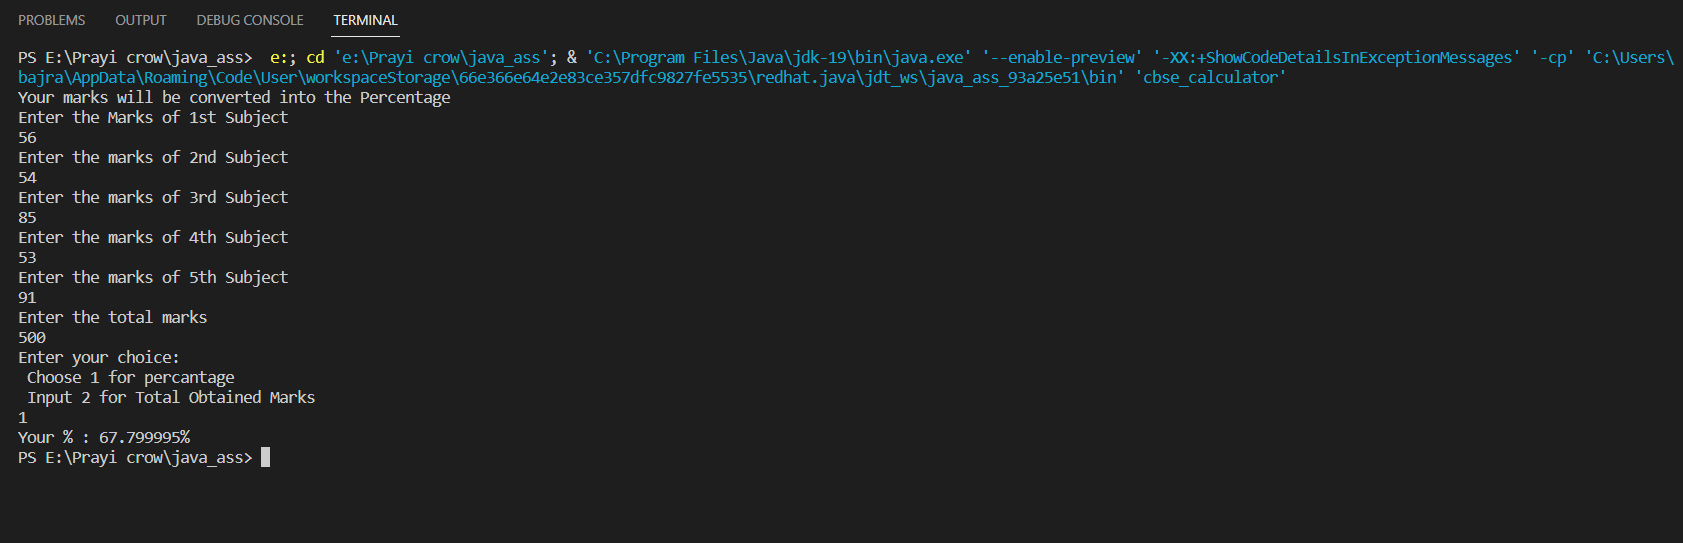 PROBLEMS OUTPUT DEBUG CONSOLE TERMINAL
PS E:\Prayi crow\java_ass>  e:; cd 'e:\Prayi crow\java_ass'; & 'C:\Program Files\Java\jdk-19\bin\java.exe' '--enable-preview' '-XX:+ShowCodeDetailsInExceptionMessages' '-cp' 'C:\Users\
bajra\AppData\Roaming\Code\User\workspaceStorage\66e366e64e2e83ce357dfc9827fe5535\redhat.java\jdt_ws\java_ass_93a25e51\bin' 'cbse_calculator'
Your marks will be converted into the Percentage
Enter the Marks of 1st Subject
56
Enter the marks of 2nd Subject
54
Enter the marks of 3rd Subject
85
Enter the marks of 4th Subject
53
Enter the marks of 5th Subject
91
Enter the total marks
500
Enter your choice:
 Choose 1 for percantage
 Input 2 for Total Obtained Marks
1
Your % : 67.799995%
PS E:\Prayi crow\java_ass>